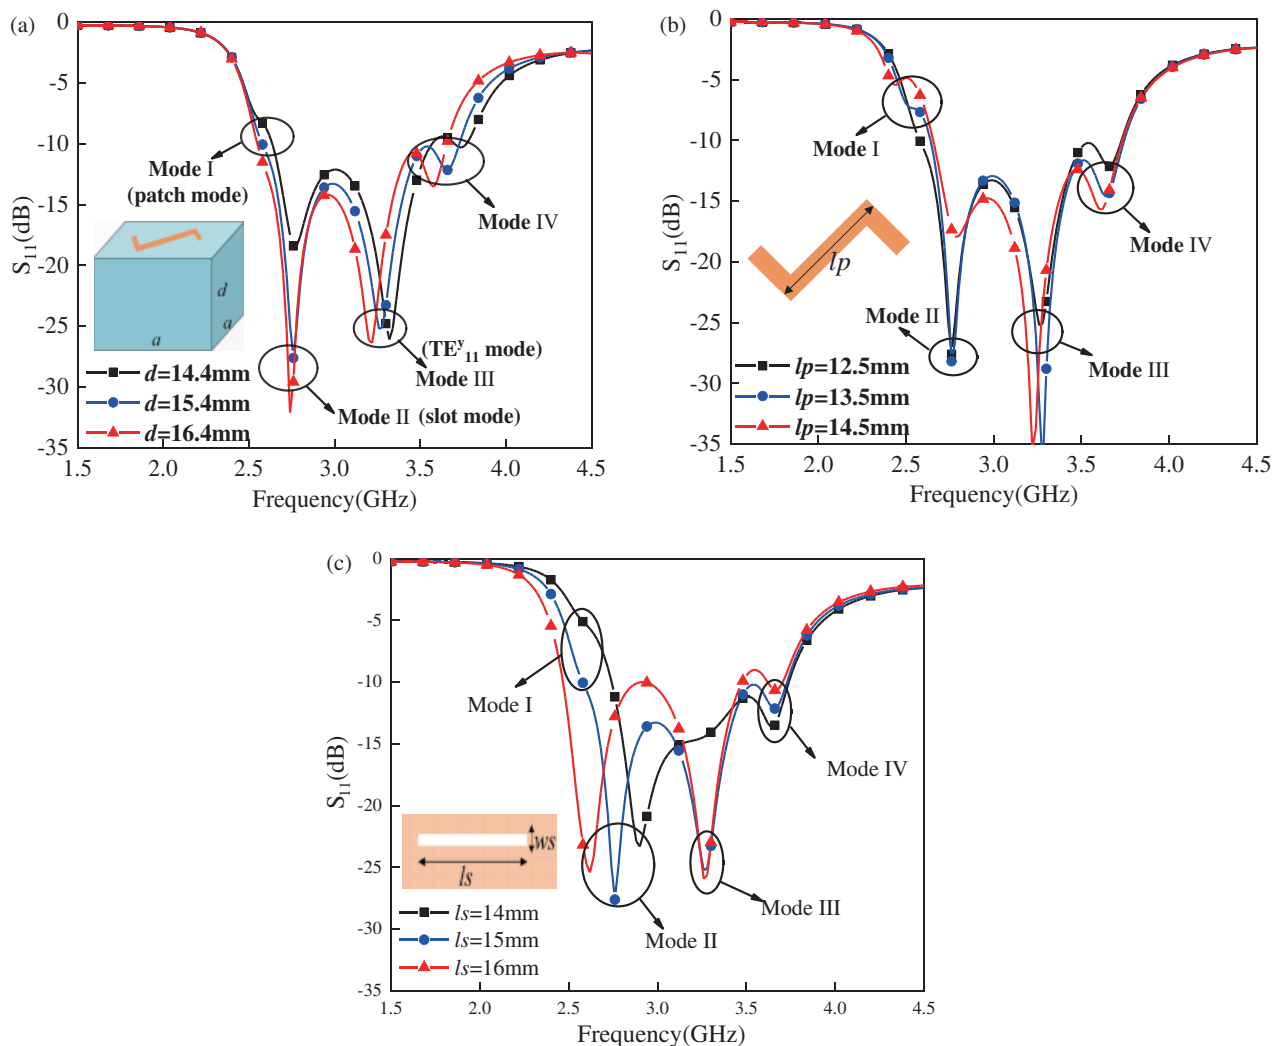 (a)
0
-5
-10
-15
-20
-25
-30
-35
S11(dB)
1.5 2.0 2.5 3.0 3.5 4.0 4.5
Frequency(GHz)
Mode I
(patch mode)
Mode IV
d
a
a
(TEy11 mode)
Mode III
Mode II (slot mode)
d=14.4mm
d=15.4mm
d=16.4mm
(b)
0
-5
-10
-15
-20
-25
-30
-35
S11(dB)
1.5 2.0 2.5 3.0 3.5 4.0 4.5
Frequency(GHz)
Mode I
Mode IV
lp
Mode II
Mode III
lp=12.5mm
lp=13.5mm
lp=14.5mm
(c)
0
-5
-10
-15
-20
-25
-30
-35
S11(dB)
1.5 2.0 2.5 3.0 3.5 4.0 4.5
Frequency(GHz)
Mode I
Mode IV
ws
ls
Mode III
Mode II
ls=14mm
ls=15mm
ls=16mm